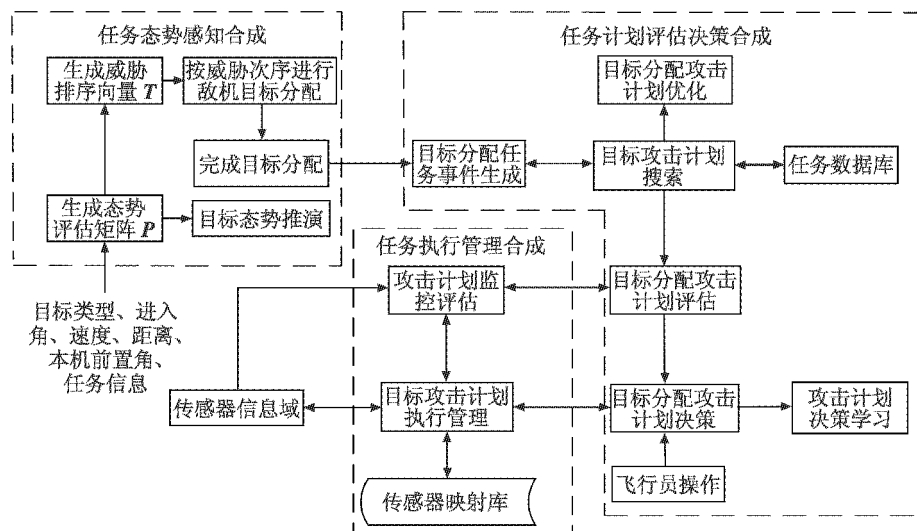 任务态势感知合成
生成威胁
排序向量 T
按威胁次序进行
敌机目标分配
完成目标分配
生成态势
评估矩阵 P
目标态势推演
目标类型、进入
角、速度、距离、
本机前置角、
任务信息
任务计划评估决策合成
目标分配攻击
计划优化
目标分配任
务事件生成
目标攻击计划
搜索
任务数据库
目标分配攻击
计划评估
目标分配攻击
计划决策
攻击计划
决策学习
飞行员操作
任务执行管理合成
攻击计划监
控评估
目标攻击计划
执行管理
传感器信息域
传感器映射库